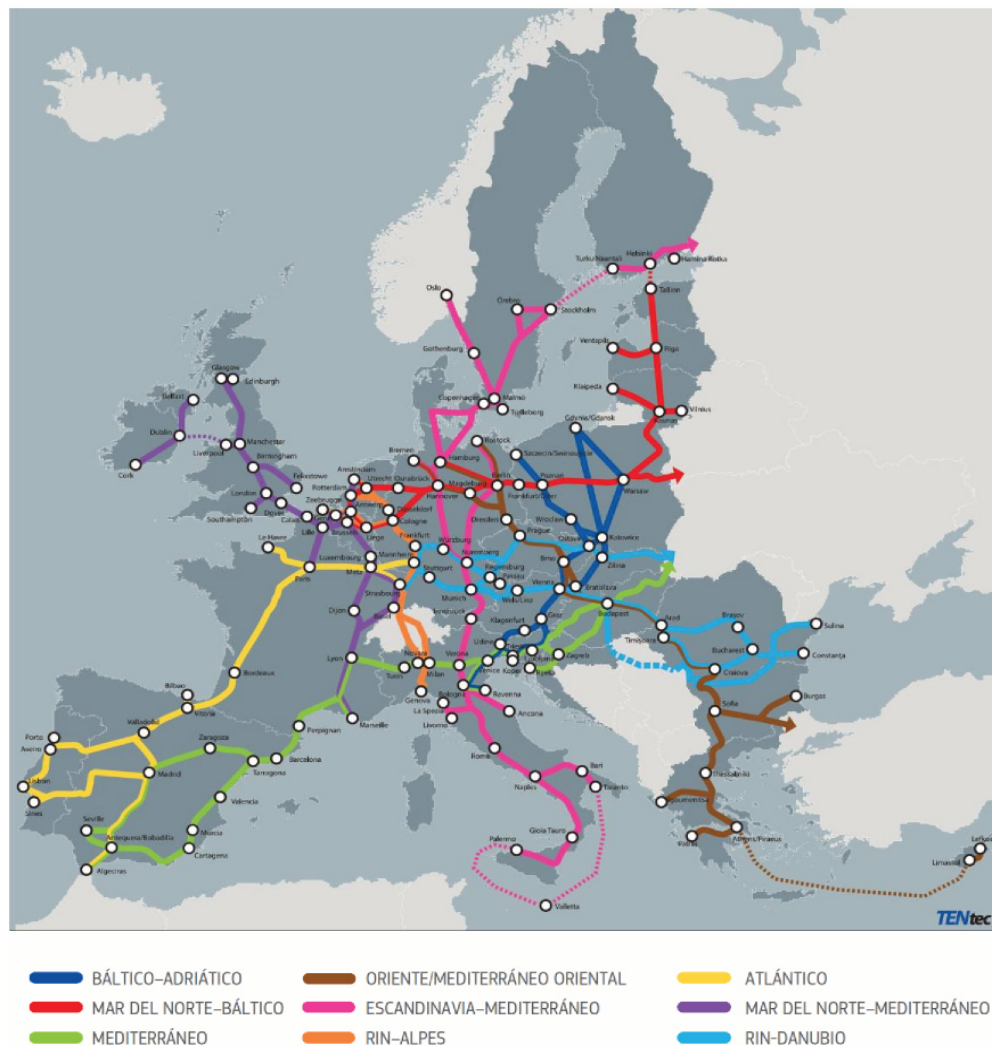 Helsinki
Turku/Naantali
Hamina/Kotka
Oslo
Örebro
Stockholm
Tallinn
Ventspils
Riga
Gothenburg
Klaipeda
Vilnius
Glasgow
Edinburgh
Copenhagen
Malmö
Trelleborg
Belfast
Gdynia/Gdansk
Dublin
Liverpool
Manchester
Rostock
Bremen
Hamburg
Szczecin/Swinoujscie
Cork
Birmingham
Felixstowe
Amsterdam
Utrecht
Osnabrück
Berlin
Poznan
London
Rotterdam
Hannover
Magdeburg
Frankfurt/Oder
Warsaw
Southampton
Dover
Calais
Zeebrugge
Antwerp
Düsseldorf
Cologne
Dresden
Wroclaw
Lille
Brussels
Liège
Frankfurt
Würzburg
Prague
Ostrava
Katowice
Le Havre
Luxembourg
Mannheim
Nuremberg
Brno
Zilina
Paris
Metz
Stuttgart
Regensburg
Passau
Strasbourg
Munich
Wels/Linz
Vienna
Bratislava
Dijon
Basel
Innsbruck
Klagenfurt
Graz
Budapest
Arad
Brasov
Sulina
Udine
Timișoara
Lyon
Novara
Milan
Verona
Venice
Koper
Zagreb
Bucharest
Constanța
Turin
Rijeka
Craiova
Bordeaux
Genova
Bologna
Ravenna
Bilbao
La Spezia
Sofia
Burgas
Vitoria
Marseille
Livorno
Ancona
Porto
Valladolid
Perpignan
Aveiro
Zaragoza
Roma
Madrid
Tarragona
Barcelona
Bari
Thessaloniki
Lisbon
Naples
Taranto
Sines
Valencia
Igoumenitsa
Seville
Murcia
Gioia Tauro
Antequera/Bobadilla
Cartagena
Palermo
Patras
Athens/Piraeus
Algeciras
Limassol
Valletta
TENtec
BÁLTICO–ADRIÁTICO
ORIENTE/MEDITERRÁNEO ORIENTAL
ATLÁNTICO
MAR DEL NORTE–BÁLTICO
ESCANDINAVIA–MEDITERRÁNEO
MAR DEL NORTE–MEDITERRÁNEO
MEDITERRÁNEO
RIN–ALPES
RIN-DANUBIO